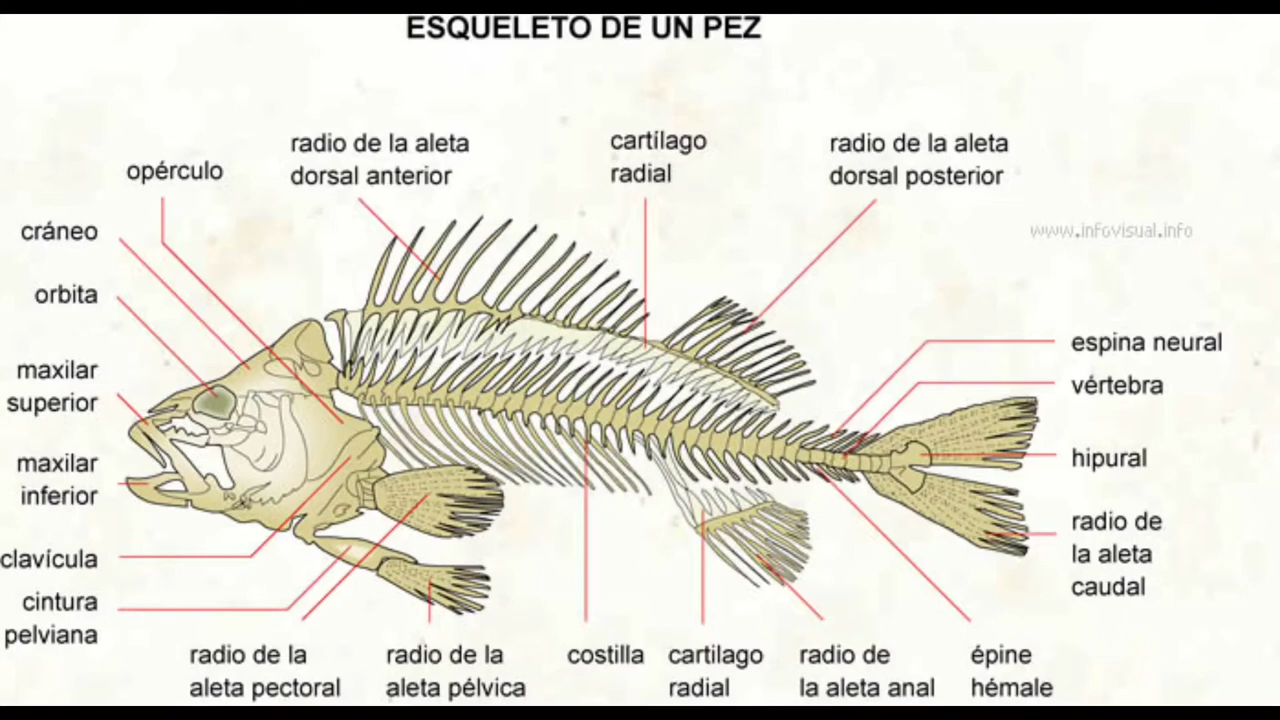 ESQUELETO DE UN PEZ
radio de la aleta
dorsal anterior
cartílago
radial
radio de la aleta
dorsal posterior
opérculo
cráneo
orbita
maxilar
superior
maxilar
inferior
clavícula
cintura
pelviana
www.infovisual.info
espina neural
vértebra
hipural
radio de
la aleta
caudal
radio de la
aleta pectoral
radio de la
aleta pélvica
costilla
cartilago
radial
radio de
la aleta anal
épine
hémale